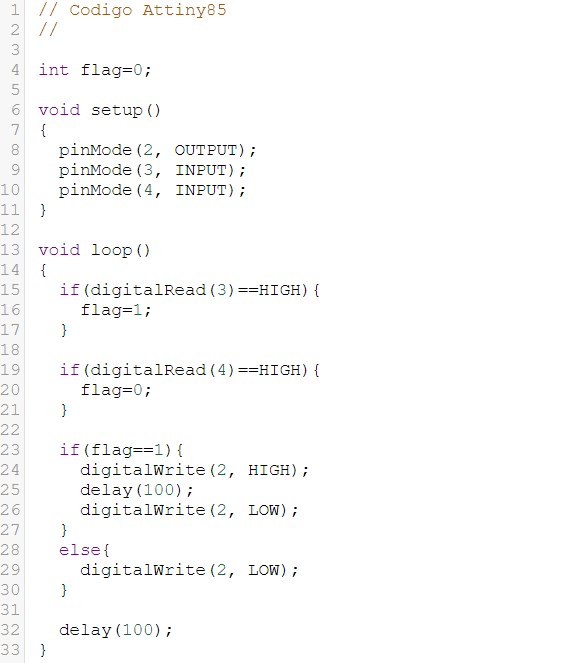 1 // Codigo Attiny85
2 //
3
4 int flag=0;
5
6 void setup()
7 {
8   pinMode(2, OUTPUT);
9   pinMode(3, INPUT);
10   pinMode(4, INPUT);
11 }
12
13 void loop()
14 {
15   if(digitalRead(3)==HIGH){
16     flag=1;
17   }
18
19   if(digitalRead(4)==HIGH){
20     flag=0;
21   }
22
23   if(flag==1){
24     digitalWrite(2, HIGH);
25     delay(100);
26     digitalWrite(2, LOW);
27   }
28   else{
29     digitalWrite(2, LOW);
30   }
31
32   delay(100);
33 }